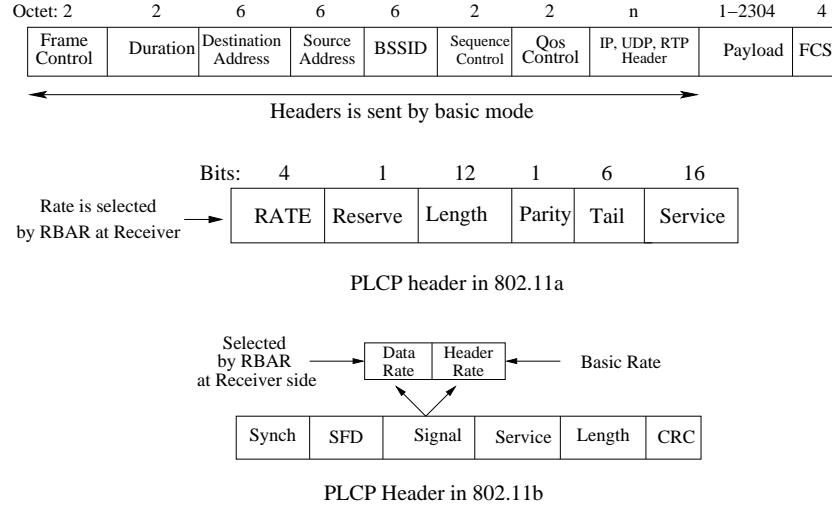 Octet: 2 2 6 6 6 2 2 n 1−2304 4
Frame Control Duration Destination Address Source Address BSSID Sequence Control Qos Control IP, UDP, RTP Header Payload FCS
Headers is sent by basic mode
Bits: 4 1 12 1 6 16
Rate is selected by RBAR at Receiver
RATE Reserve Length Parity Tail Service
PLCP header in 802.11a
Selected by RBAR at Receiver side
Data Rate Header Rate
Basic Rate
Synch SFD Signal Service Length CRC
PLCP Header in 802.11b